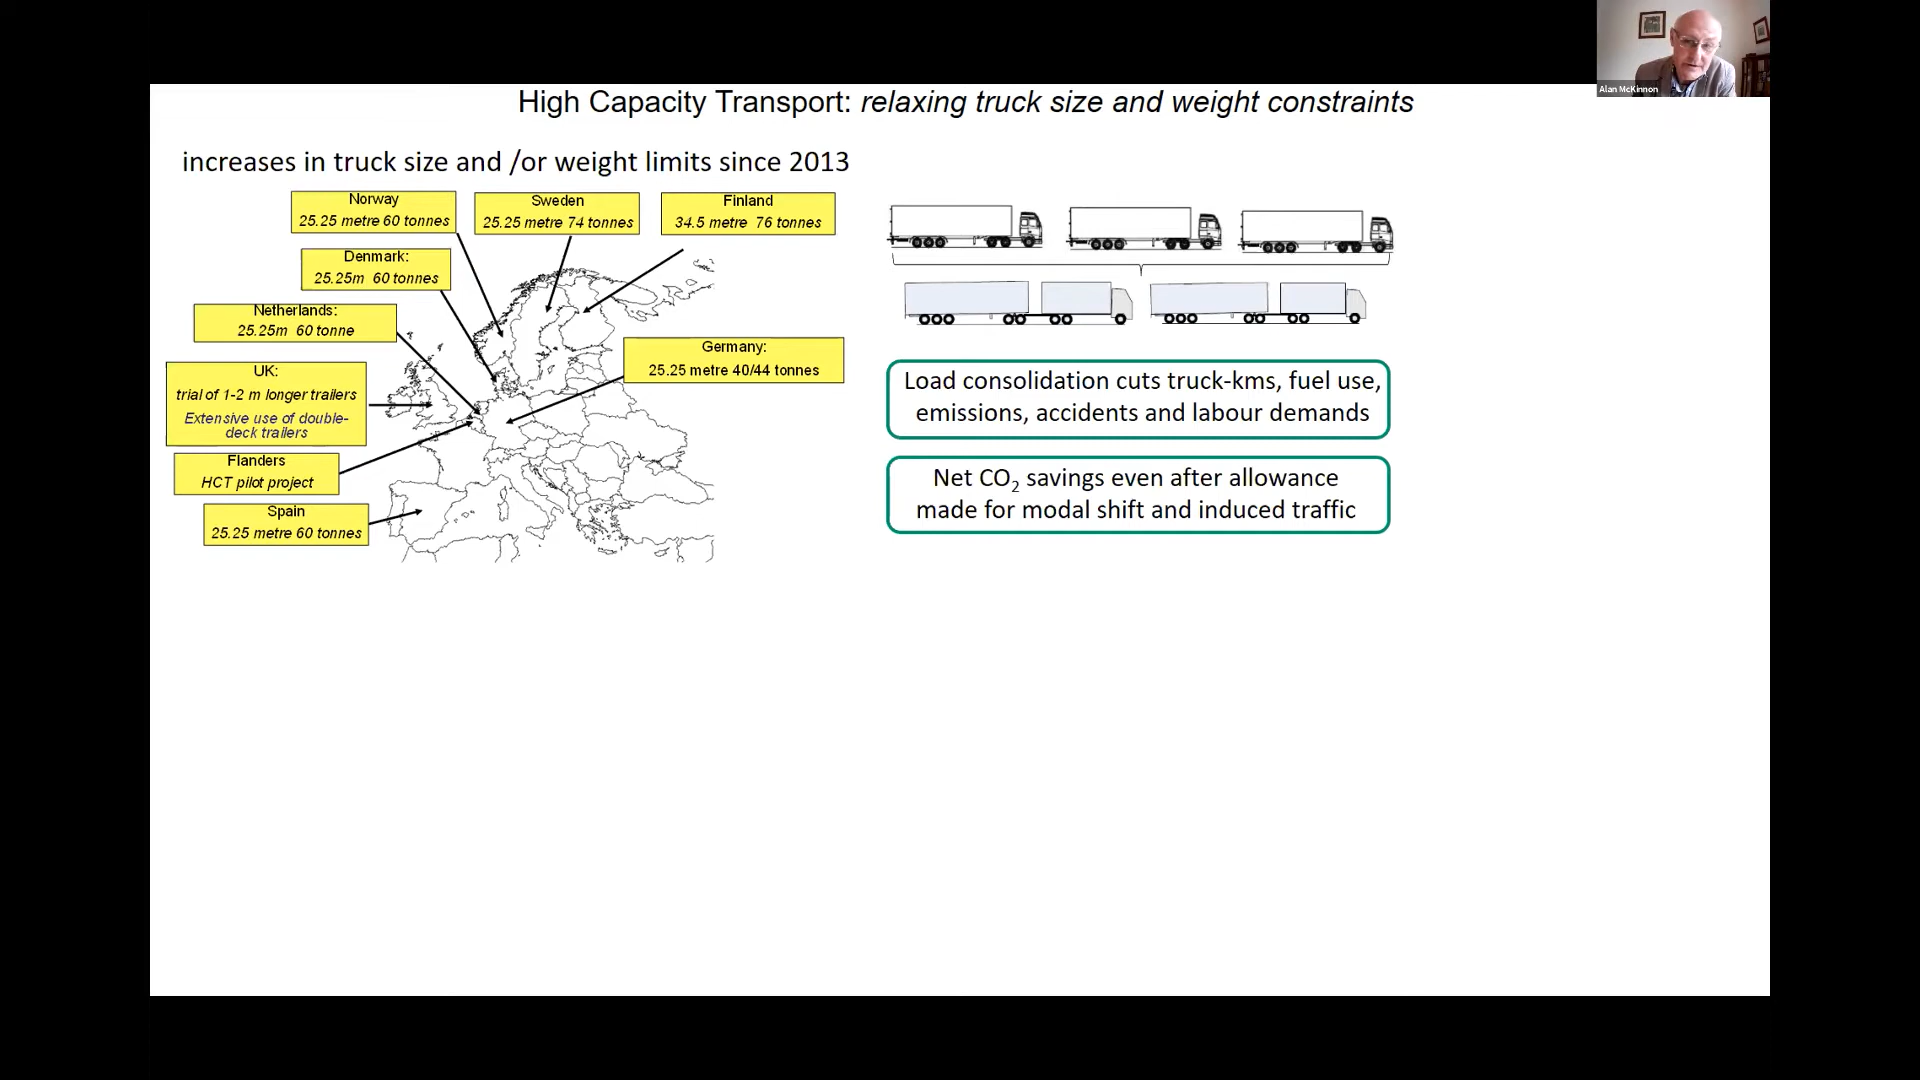 Alan McKinnon
High Capacity Transport: relaxing truck size and weight constraints
increases in truck size and /or weight limits since 2013
Norway
25.25 metre 60 tonnes
Sweden
25.25 metre 74 tonnes
Finland
34.5 metre 76 tonnes
Denmark:
25.25m 60 tonnes
Netherlands:
25.25m 60 tonne
Germany:
25.25 metre 40/44 tonnes
UK:
trial of 1-2 m longer trailers
Extensive use of double-
deck trailers
Flanders
HCT pilot project
Spain
25.25 metre 60 tonnes
Load consolidation cuts truck-kms, fuel use,
emissions, accidents and labour demands
Net CO₂ savings even after allowance
made for modal shift and induced traffic